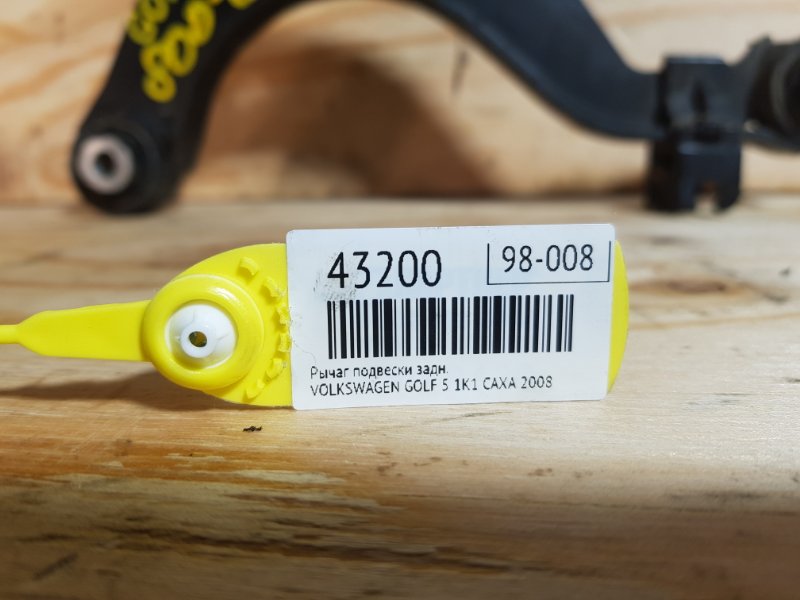 43200
98-008
Рычаг подвески задн.
VOLKSWAGEN GOLF 5 1K1 CAXA 2008